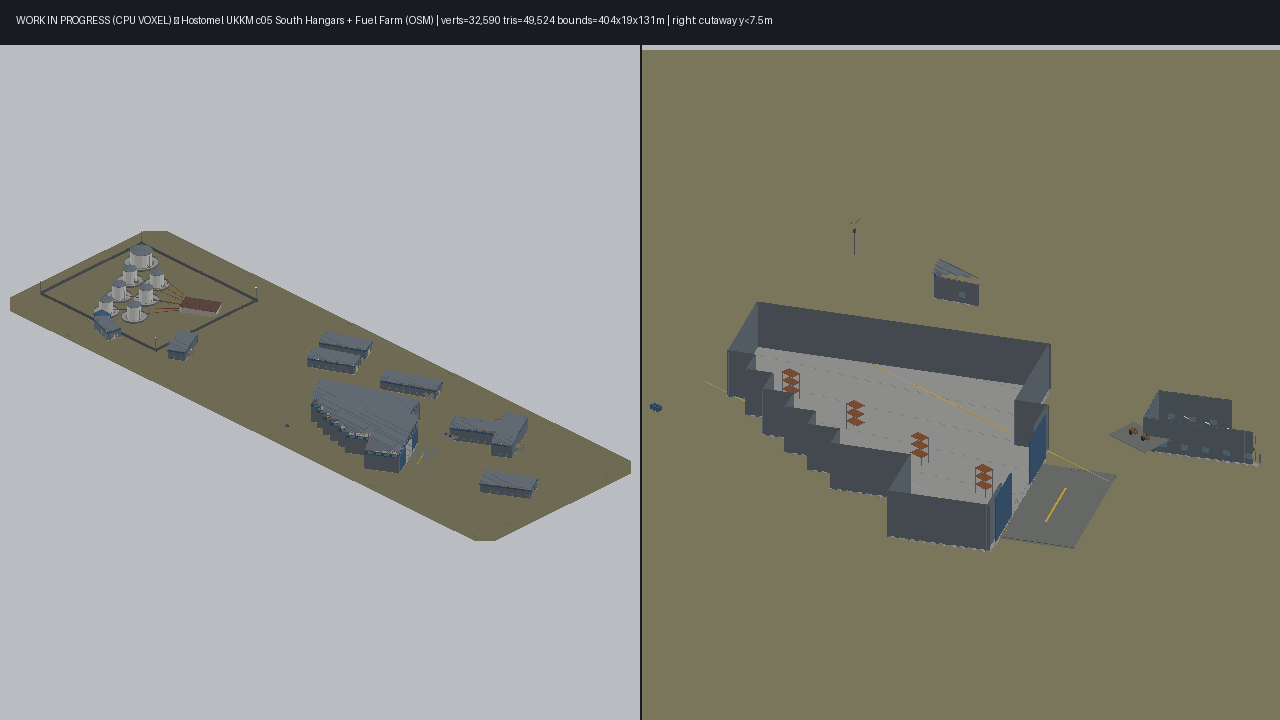 WORK IN PROGRESS (CPU VOXEL) ▯ Hostomel UKKM c05 South Hangars + Fuel Farm (OSM) | verts=32,590 tris=49,524 bounds=404x19x131m | right: cutaway y<7.5m